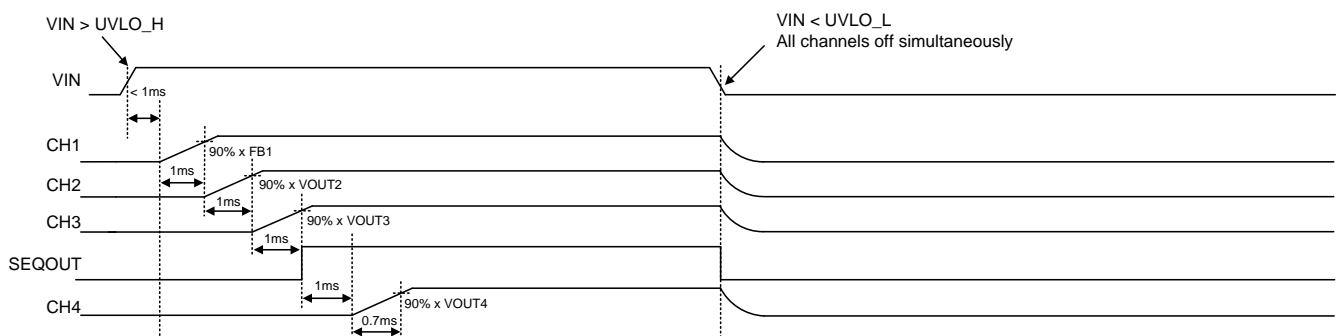 VIN > UVLO_H
VIN < UVLO_L
All channels off simultaneously
VIN
< 1ms
CH1
90% x FB1
1ms
CH2
90% x VOUT2
1ms
CH3
90% x VOUT3
1ms
SEQOUT
1ms
CH4
90% x VOUT4
0.7ms